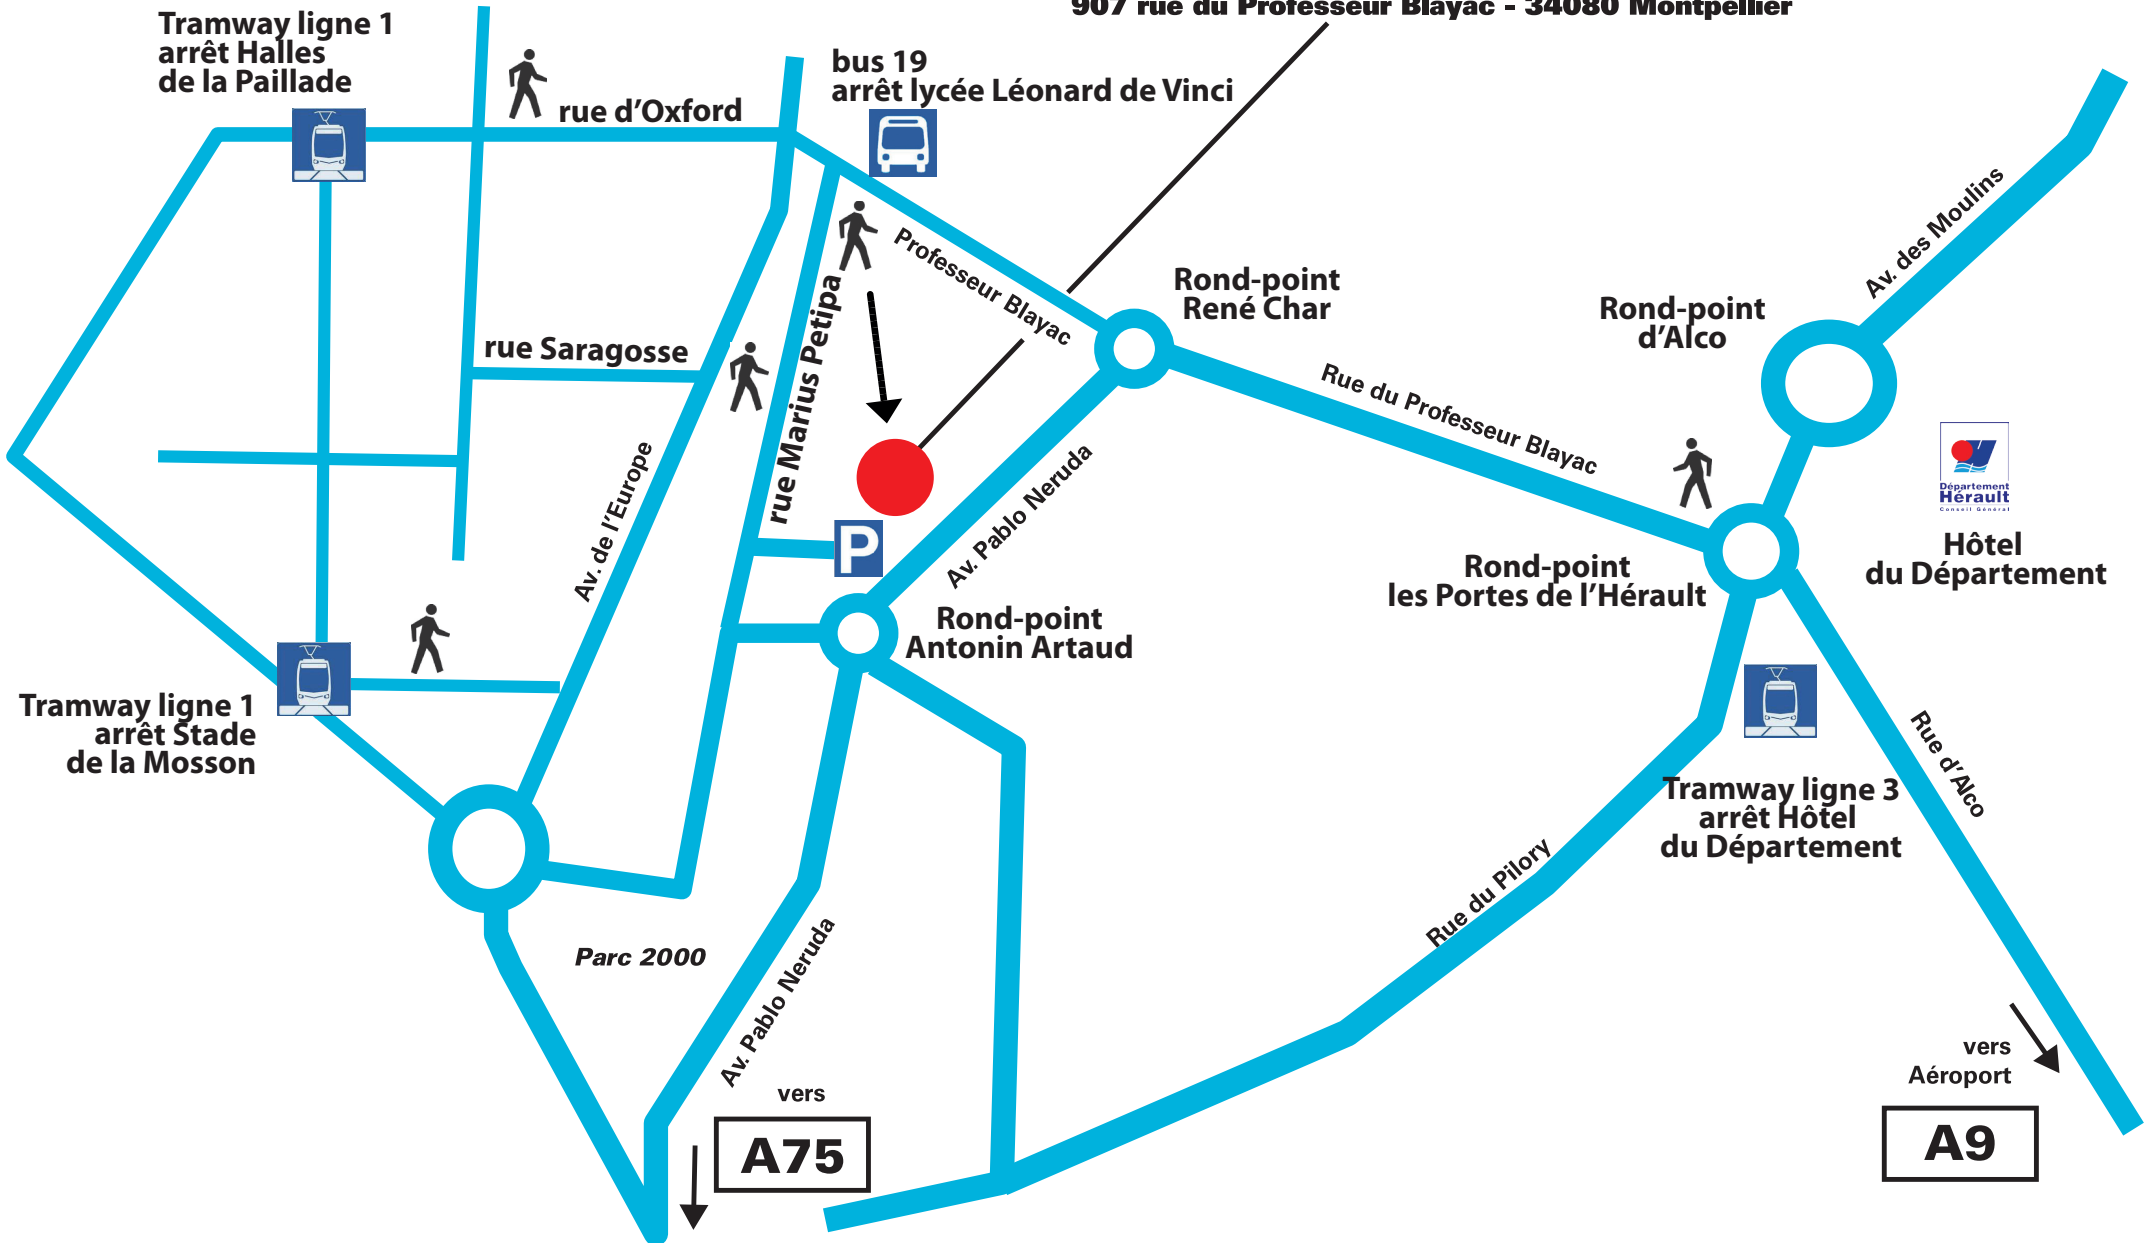 907 rue du Professeur Blayac - 34080 Montpellier
Tramway ligne 1
arrêt Halles
de la Paillade
rue d'Oxford
bus 19
arrêt lycée Léonard de Vinci
Professeur Blayac
Rond-point
René Char
Rond-point
d'Alco
Av. des Moulins
rue Saragosse
rue Marius Petipa
Rue du Professeur Blayac
Av. de l'Europe
Av. Pablo Neruda
P
Département
Hérault
Conseil Général
Hôtel
du Département
Rond-point
les Portes de l'Hérault
Rond-point
Antonin Artaud
Tramway ligne 1
arrêt Stade
de la Mosson
Rue d'Alco
Tramway ligne 3
arrêt Hôtel
du Département
Rue du Pilory
Parc 2000
Av. Pablo Neruda
vers
A75
vers
Aéroport
A9